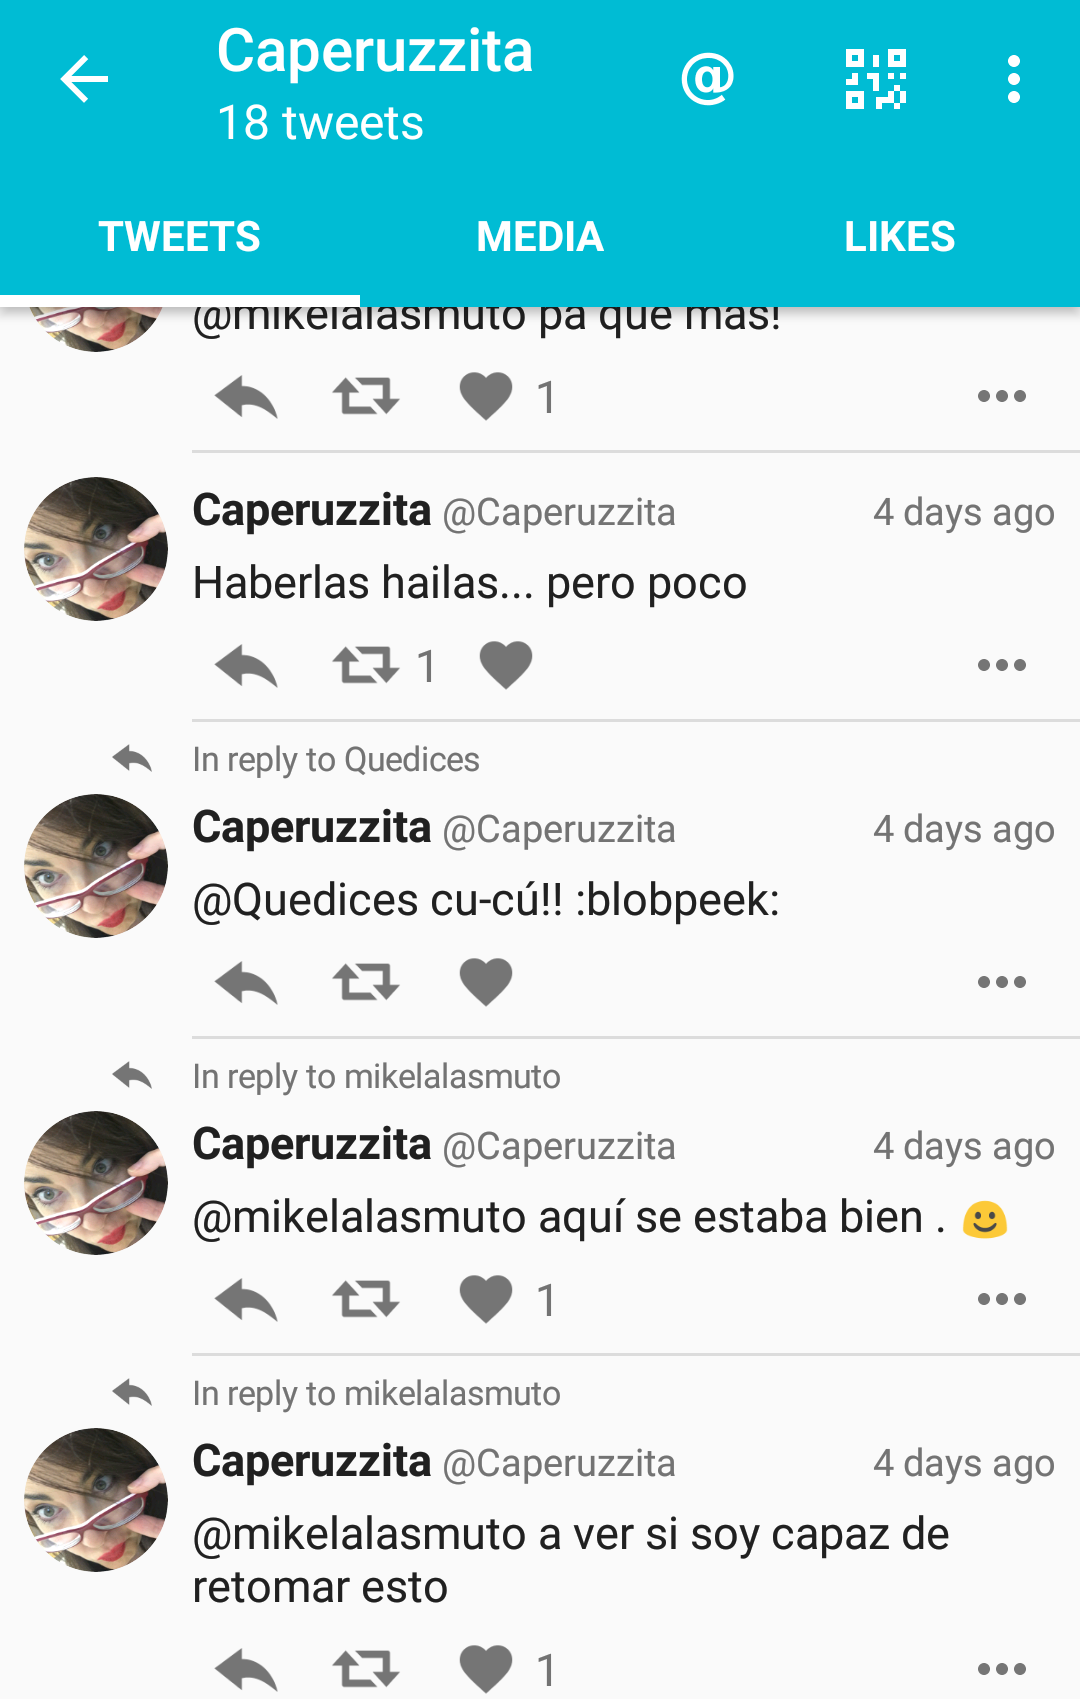 Caperuzzita
18 tweets
@
TWEETS MEDIA LIKES
@mikelalasmuto pa que mas!
1
Caperuzzita @Caperuzzita 4 days ago
Haberlas hailas... pero poco
1
In reply to Quedices
Caperuzzita @Caperuzzita 4 days ago
@Quedices cu-cú!! :blobpeek:
In reply to mikelalasmuto
Caperuzzita @Caperuzzita 4 days ago
@mikelalasmuto aquí se estaba bien . 🙂
1
In reply to mikelalasmuto
Caperuzzita @Caperuzzita 4 days ago
@mikelalasmuto a ver si soy capaz de
retomar esto
1